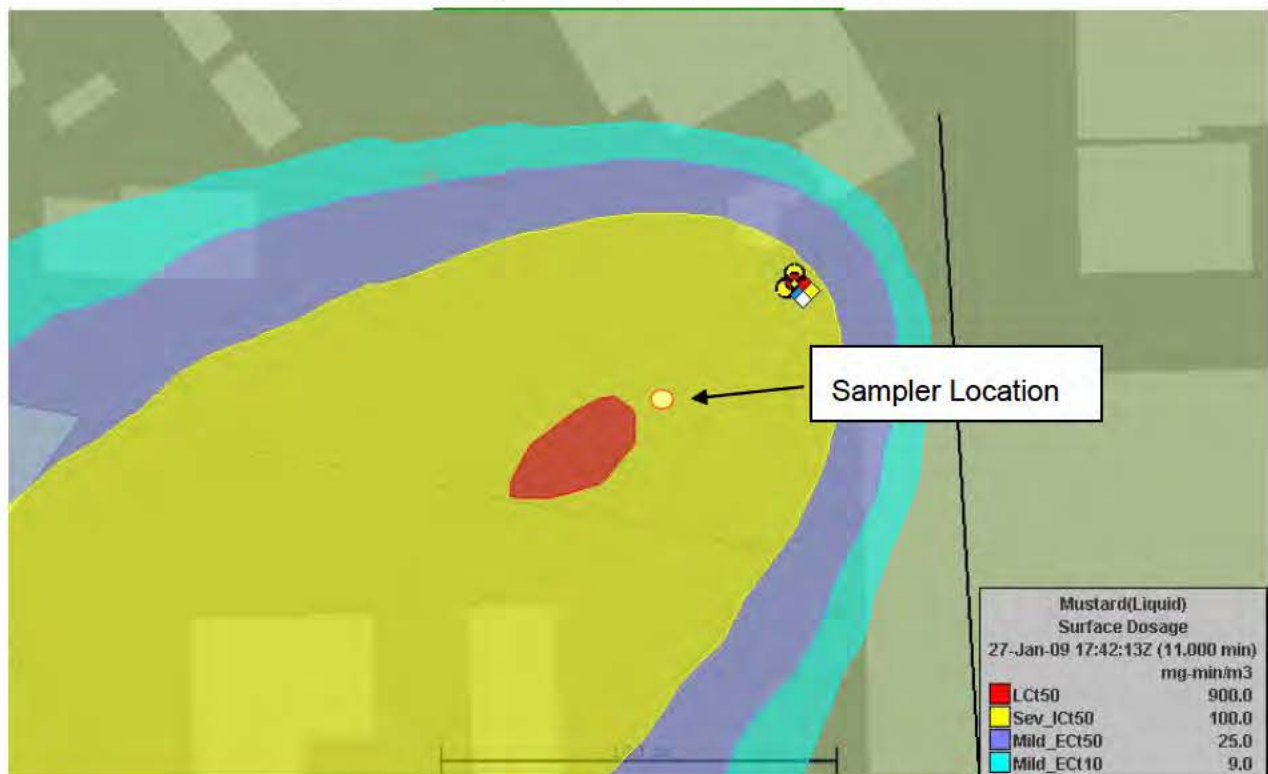 Sampler Location
Mustard(Liquid)
Surface Dosage
27-Jan-09 17:42:13Z (11.000 min)
mg-min/m3
LCt50 900.0
Sev_ICt50 100.0
Mild_ECt50 25.0
Mild_ECt10 9.0